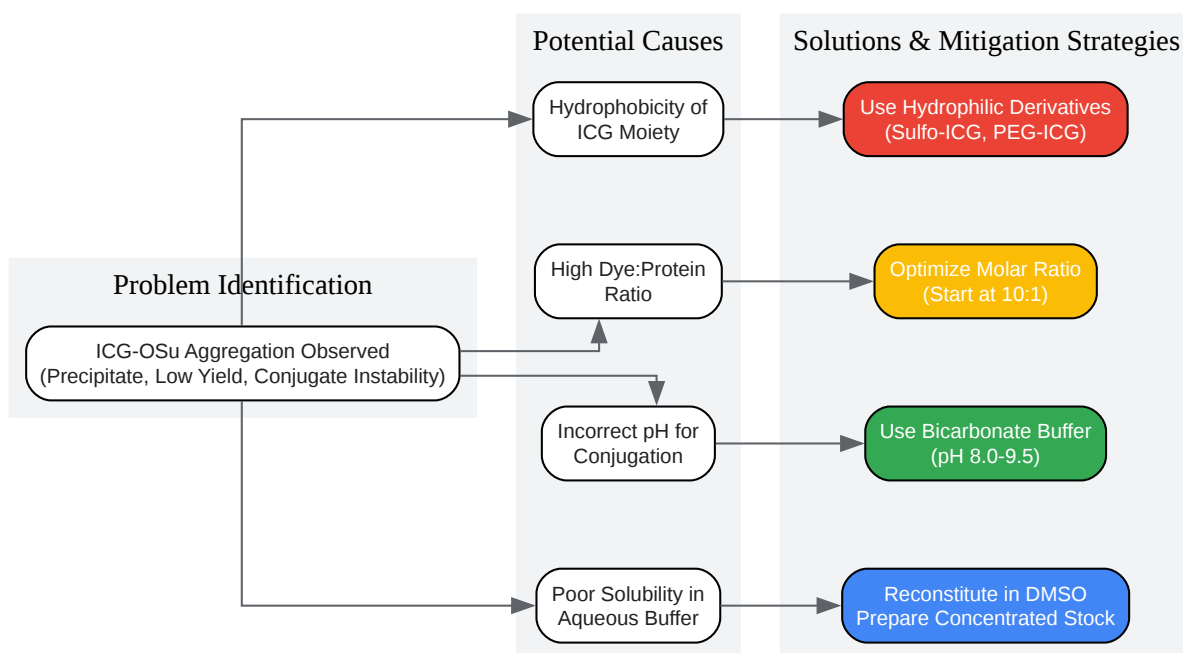 Potential Causes
Solutions & Mitigation Strategies
Hydrophobicity of
ICG Moiety
Use Hydrophilic Derivatives
(Sulfo-ICG, PEG-ICG)
Problem Identification
High Dye:Protein
Ratio
Optimize Molar Ratio
(Start at 10:1)
ICG-OSu Aggregation Observed
(Precipitate, Low Yield, Conjugate Instability)
Incorrect pH for
Conjugation
Use Bicarbonate Buffer
(pH 8.0-9.5)
Poor Solubility in
Aqueous Buffer
Reconstitute in DMSO
Prepare Concentrated Stock